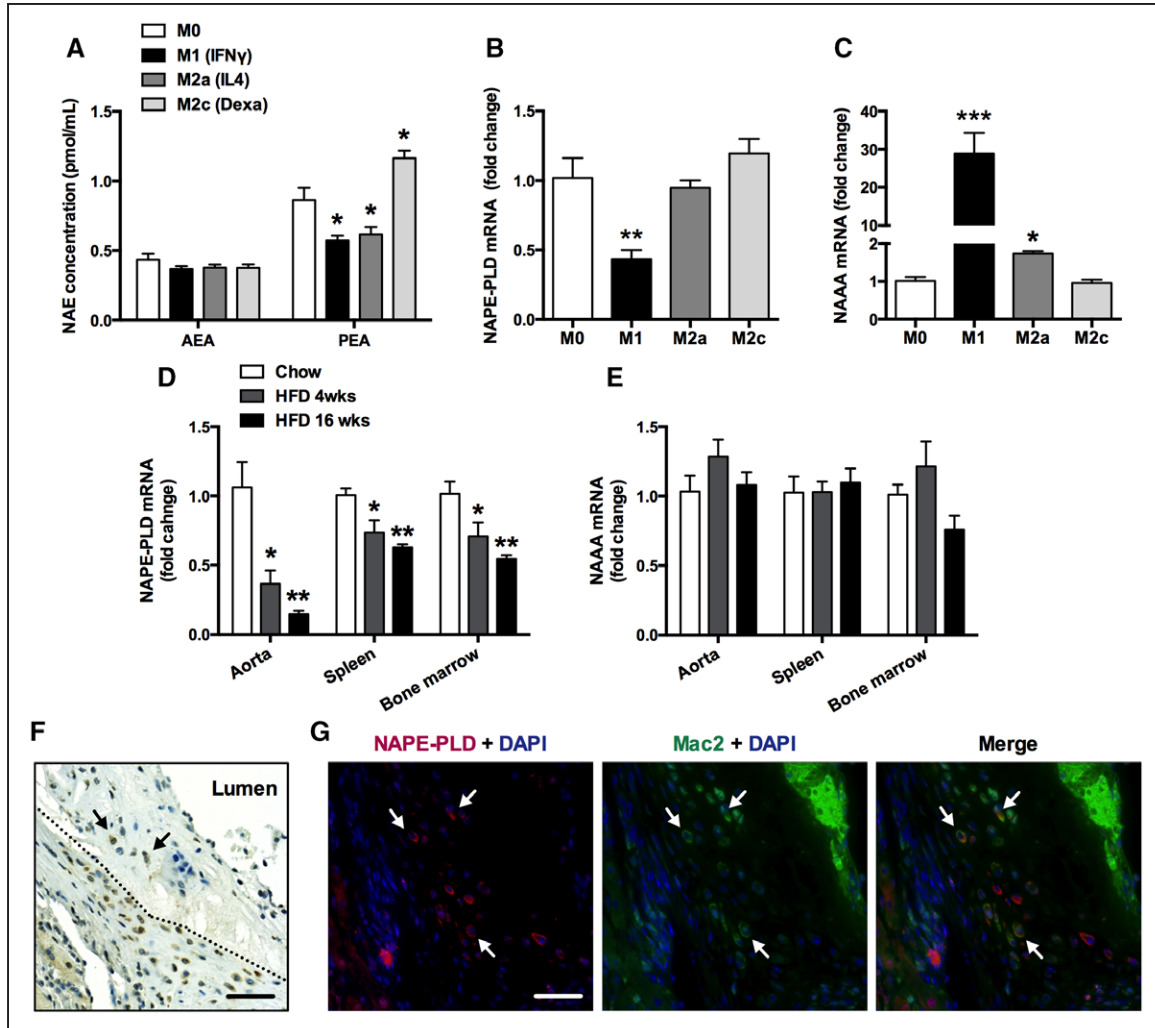 A
M0
M1 (IFNγ)
M2a (IL4)
M2c (Dexa)
NAE concentration (pmol/mL)
1.5
1.0
0.5
0.0
*
*
*
AEA
PEA
B
NAPE-PLD mRNA (fold change)
1.5
1.0
0.5
0.0
**
M0
M1
M2a
M2c
C
NAAA mRNA (fold change)
40
30
20
10
2
1
0
***
*
M0
M1
M2a
M2c
D
Chow
HFD 4wks
HFD 16 wks
NAPE-PLD mRNA
(fold cahnge)
1.5
1.0
0.5
0.0
*
**
*
**
*
**
Aorta
Spleen
Bone marrow
E
NAAA mRNA
(fold change)
1.5
1.0
0.5
0.0
Aorta
Spleen
Bone marrow
F
Lumen
G
NAPE-PLD + DAPI
Mac2 + DAPI
Merge